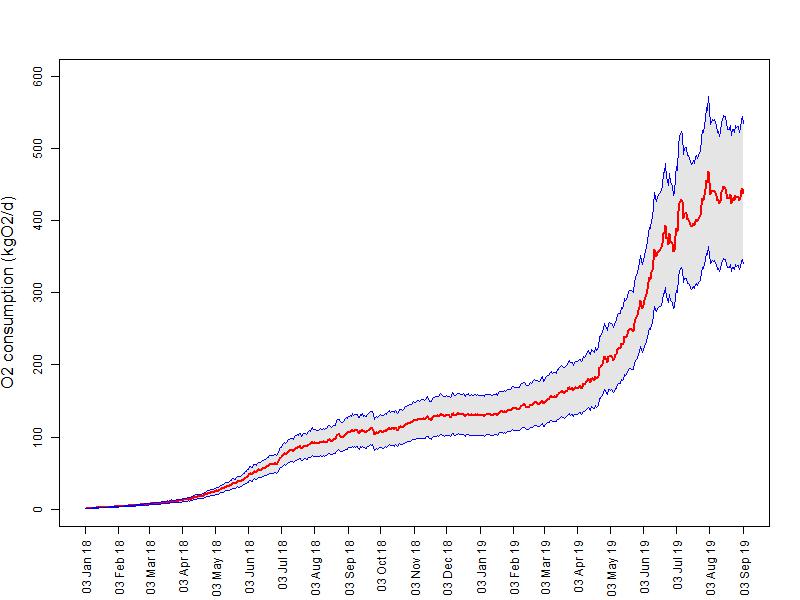 O2 consumption (kgO2/d)
600
500
400
300
200
100
0
03 Jan 18
03 Feb 18
03 Mar 18
03 Apr 18
03 May 18
03 Jun 18
03 Jul 18
03 Aug 18
03 Sep 18
03 Oct 18
03 Nov 18
03 Dec 18
03 Jan 19
03 Feb 19
03 Mar 19
03 Apr 19
03 May 19
03 Jun 19
03 Jul 19
03 Aug 19
03 Sep 19